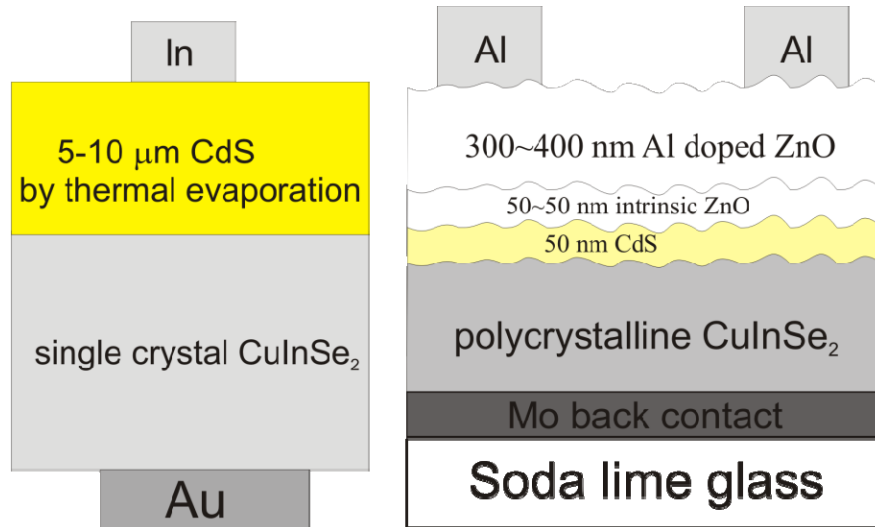 In
5-10 μm CdS
by thermal evaporation
single crystal CuInSe₂
Au
Al Al
300~400 nm Al doped ZnO
50~50 nm intrinsic ZnO
50 nm CdS
polycrystalline CuInSe₂
Mo back contact
Soda lime glass